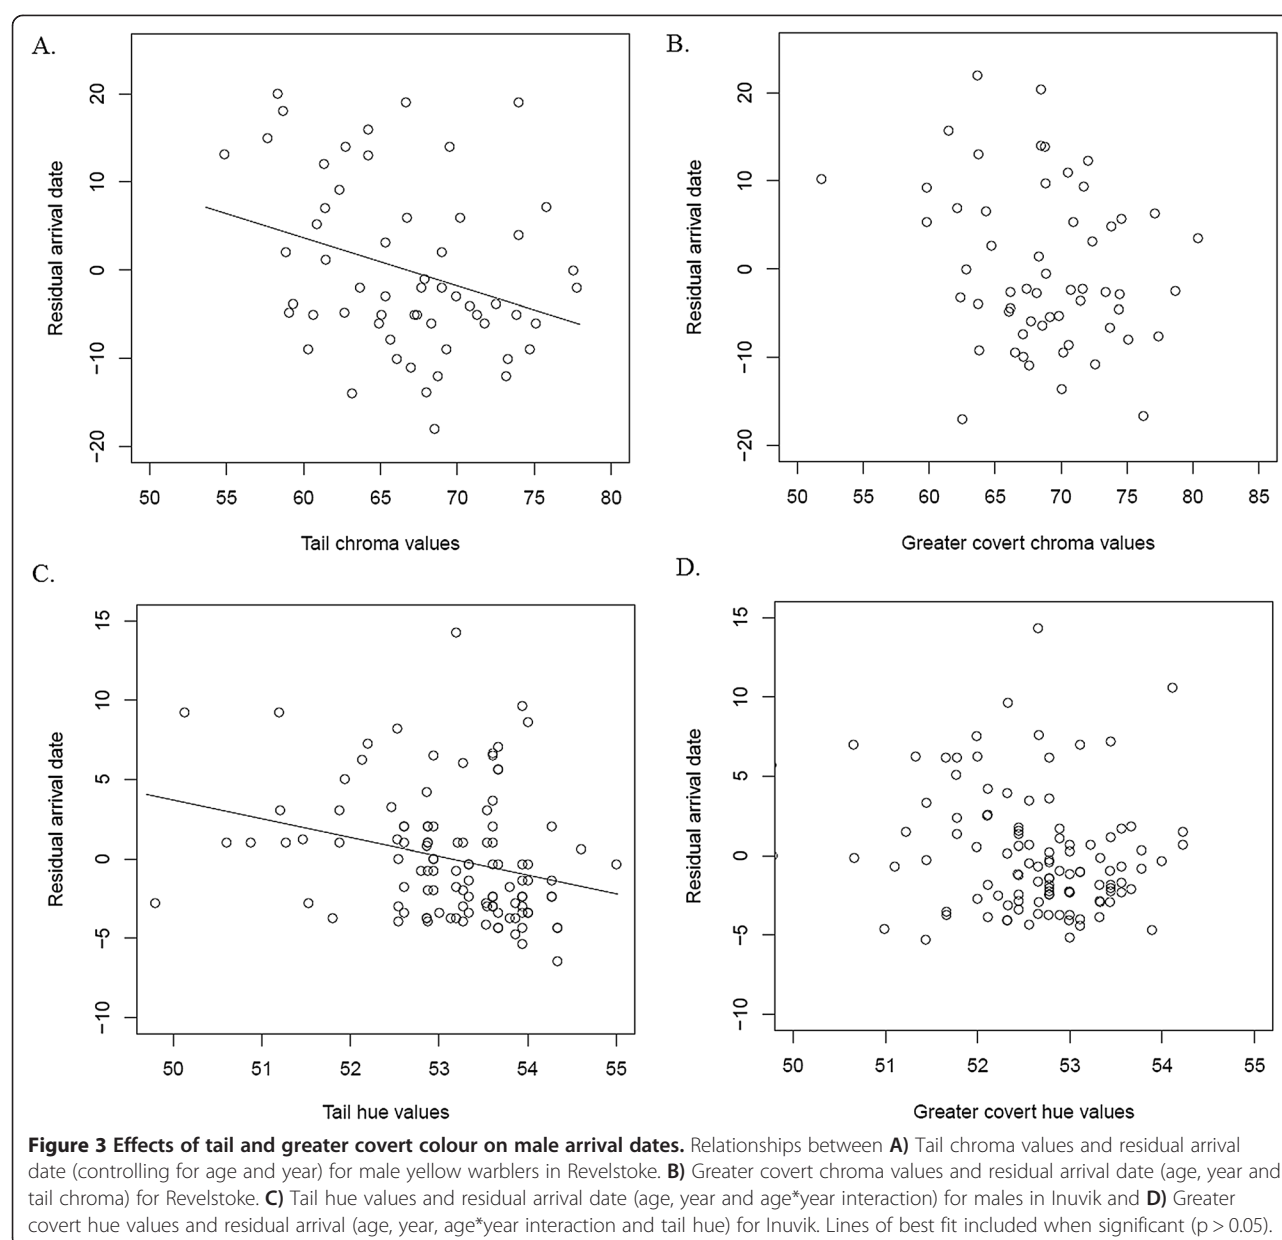 A.
B.
20
10
0
−10
−20
Residual arrival date
50 55 60 65 70 75 80
Tail chroma values
20
10
0
−10
−20
Residual arrival date
50 55 60 65 70 75 80 85
Greater covert chroma values
C.
D.
15
10
5
0
−5
−10
Residual arrival date
50 51 52 53 54 55
Tail hue values
15
10
5
0
−5
−10
Residual arrival date
50 51 52 53 54 55
Greater covert hue values
Figure 3 Effects of tail and greater covert colour on male arrival dates. Relationships between A) Tail chroma values and residual arrival
date (controlling for age and year) for male yellow warblers in Revelstoke. B) Greater covert chroma values and residual arrival date (age, year and
tail chroma) for Revelstoke. C) Tail hue values and residual arrival date (age, year and age*year interaction) for males in Inuvik and D) Greater
covert hue values and residual arrival (age, year, age*year interaction and tail hue) for Inuvik. Lines of best fit included when significant (p > 0.05).